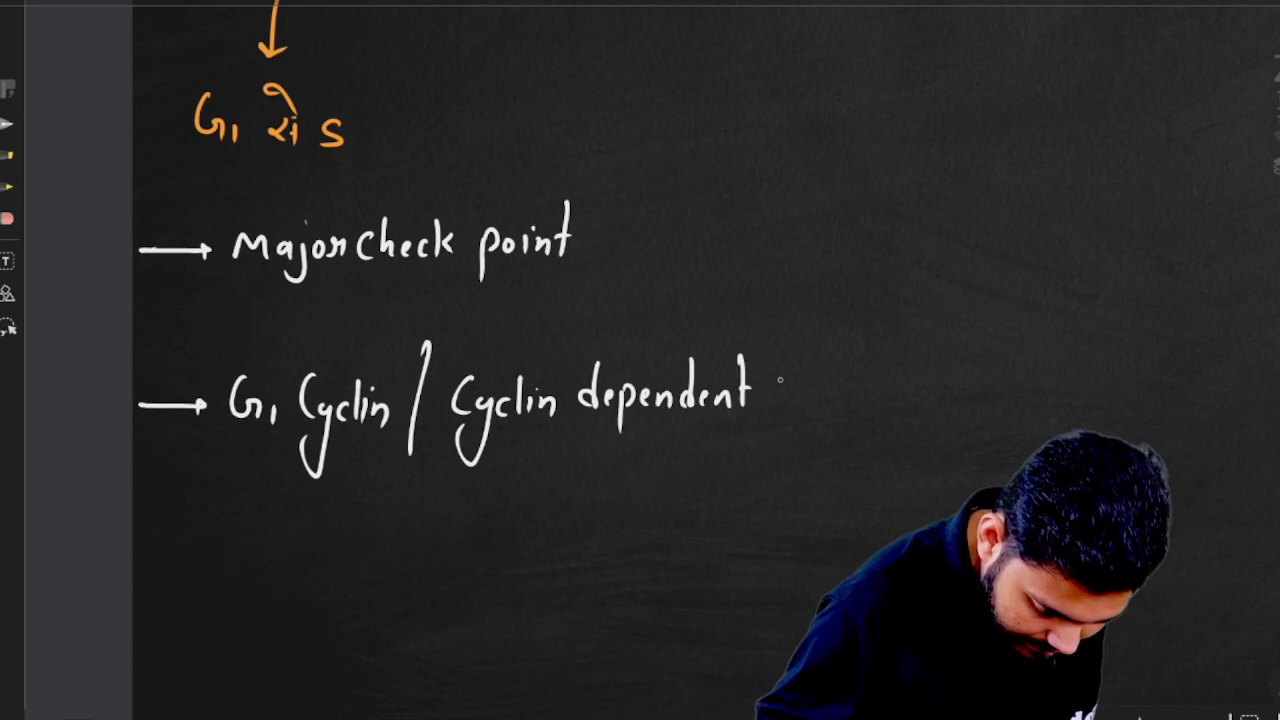 G₁ से S
→ Major check point
→ G₁ Cyclin / Cyclin dependent